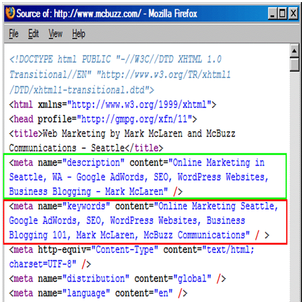 Source of: http://www.mcbuzz.com/ - Mozilla Firefox
File Edit View Help
<!DOCTYPE html PUBLIC "-//W3C//DTD XHTML 1.0
Transitional//EN" "http://www.w3.org/TR/xhtml1
/DTD/xhtml1-transitional.dtd">
<html xmlns="http://www.w3.org/1999/xhtml">
<head profile="http://gmpg.org/xfn/11">
<title>Web Marketing by Mark McLaren and McBuzz
Communications - Seattle</title>
<meta name="description" content="Online Marketing in
Seattle, WA - Google AdWords, SEO, WordPress Websites,
Business Blogging - Mark McLaren" />
<meta name="keywords" content="Online Marketing Seattle,
Google AdWords, SEO, WordPress Websites, Business
Blogging 101, Mark McLaren, McBuzz Communications" / >
<meta http-equiv="Content-Type" content="text/html;
charset=UTF-8" />
<meta name="distribution" content="global" />
<meta name="language" content="en" />